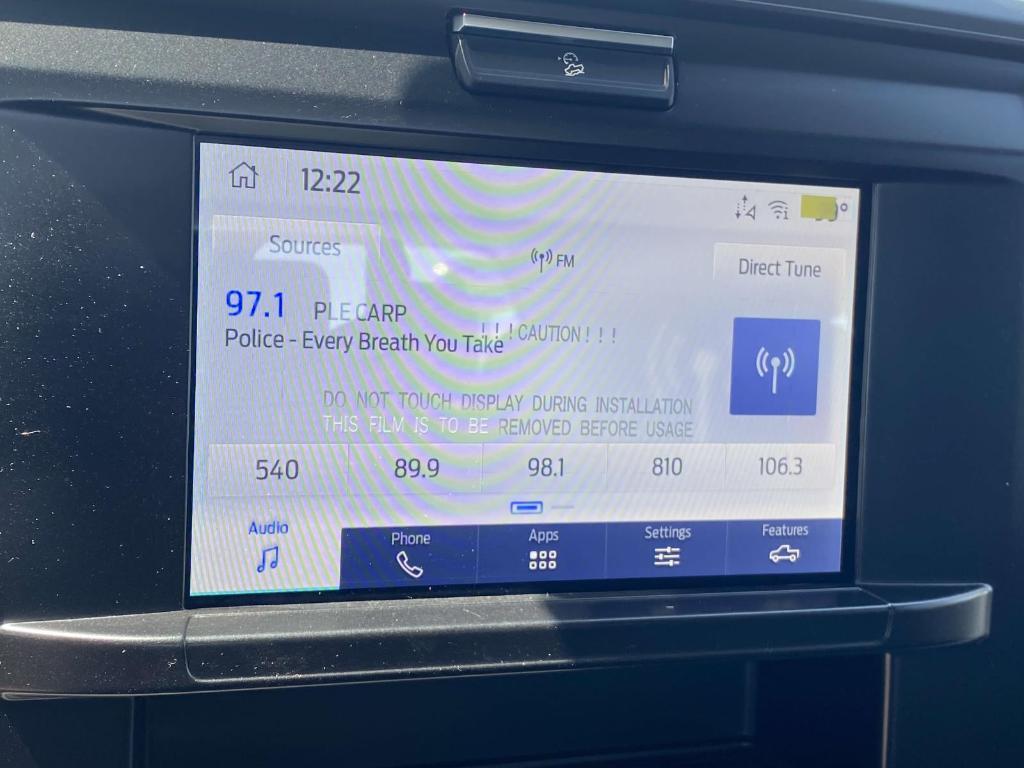 12:22
Sources
FM
Direct Tune
97.1 PLE CARP
Police - Every Breath You Take
! ! ! CAUTION ! ! !
DO NOT TOUCH DISPLAY DURING INSTALLATION
THIS FILM IS TO BE REMOVED BEFORE USAGE
540 89.9 98.1 810 106.3
Audio Phone Apps Settings Features